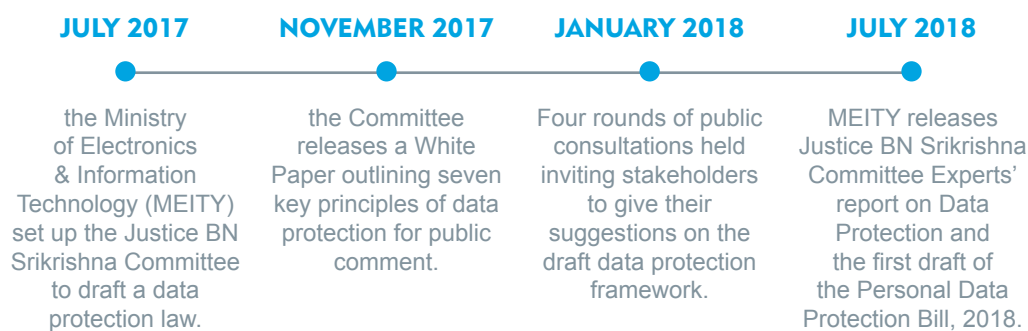 JULY 2017
the Ministry
of Electronics
& Information
Technology (MEITY)
set up the Justice BN
Srikrishna Committee
to draft a data
protection law.
NOVEMBER 2017
the Committee
releases a White
Paper outlining seven
key principles of data
protection for public
comment.
JANUARY 2018
Four rounds of public
consultations held
inviting stakeholders
to give their
suggestions on the
draft data protection
framework.
JULY 2018
MEITY releases
Justice BN Srikrishna
Committee Experts’
report on Data
Protection and
the first draft of
the Personal Data
Protection Bill, 2018.